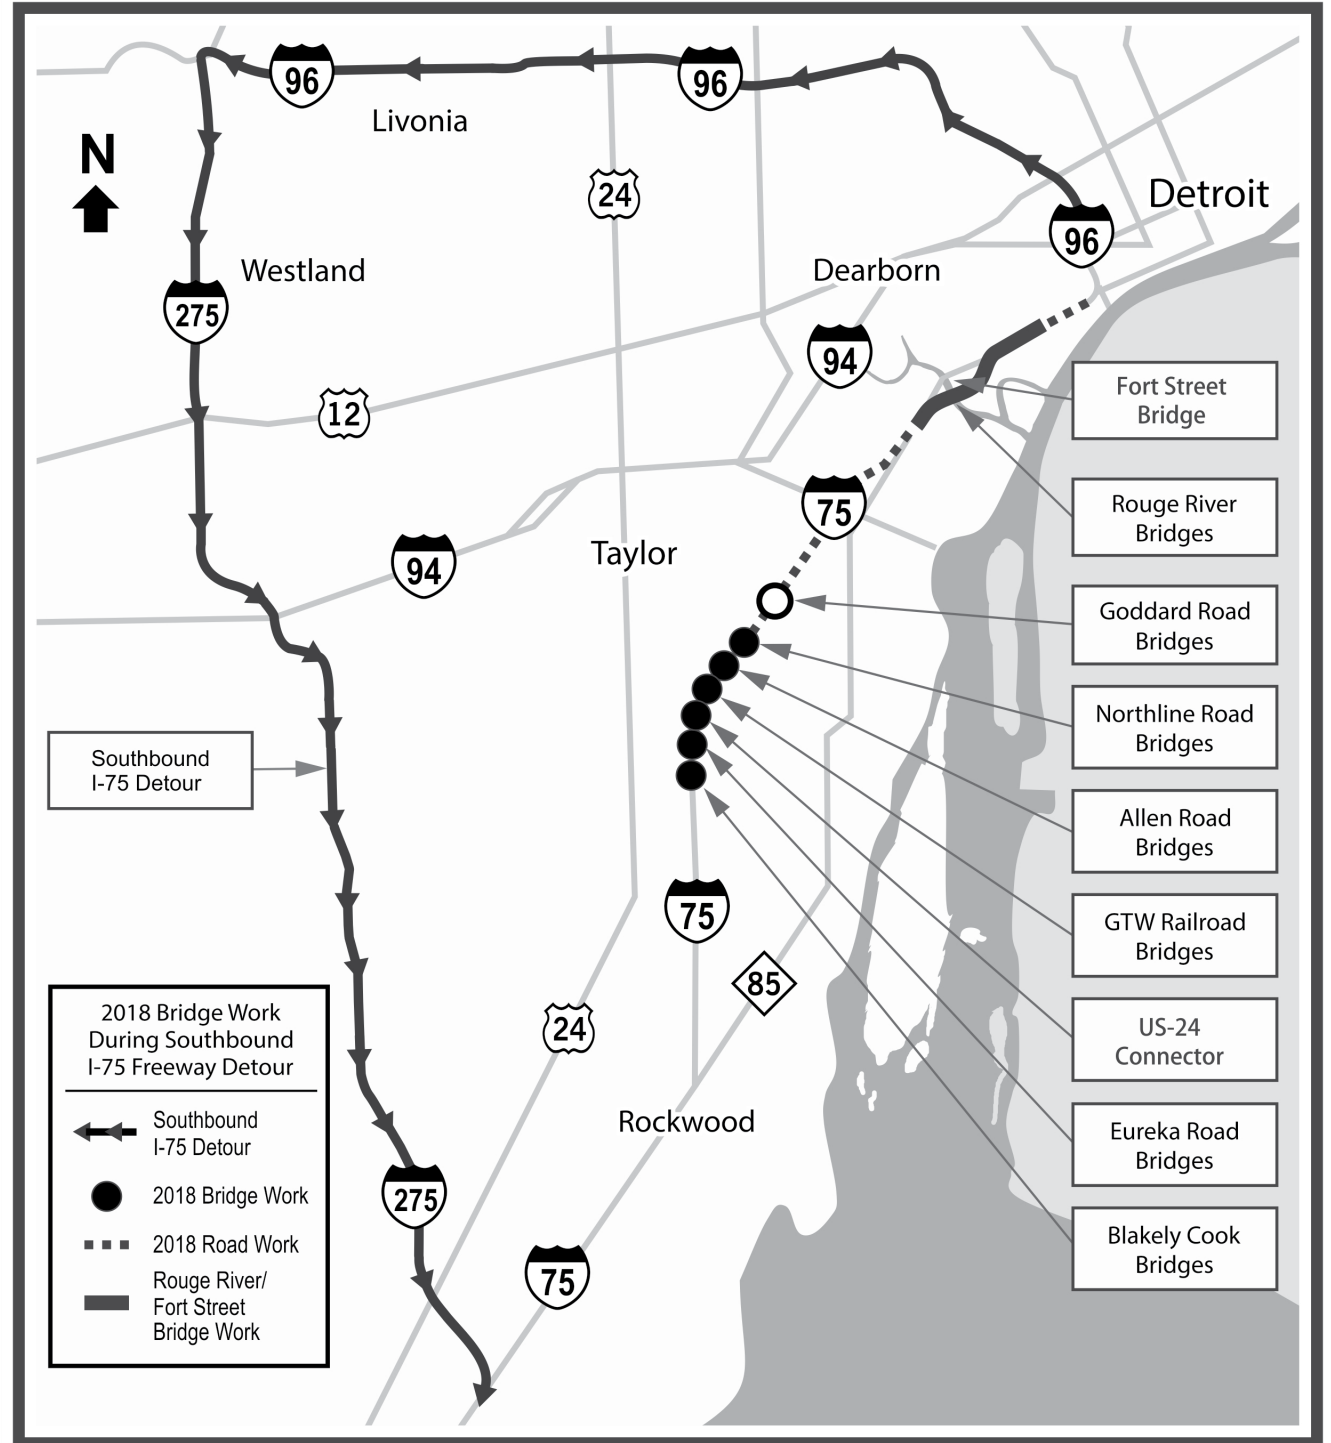 96
96
Livonia
N
24
Detroit
96
Westland
Dearborn
275
94
12
Fort Street
Bridge
75
Rouge River
Bridges
94
Taylor
Goddard Road
Bridges
Northline Road
Bridges
Southbound
I-75 Detour
Allen Road
Bridges
75
GTW Railroad
Bridges
85
24
US-24
Connector
2018 Bridge Work
During Southbound
I-75 Freeway Detour
Southbound
I-75 Detour
2018 Bridge Work
2018 Road Work
Rouge River/
Fort Street
Bridge Work
Rockwood
Eureka Road
Bridges
275
75
Blakely Cook
Bridges